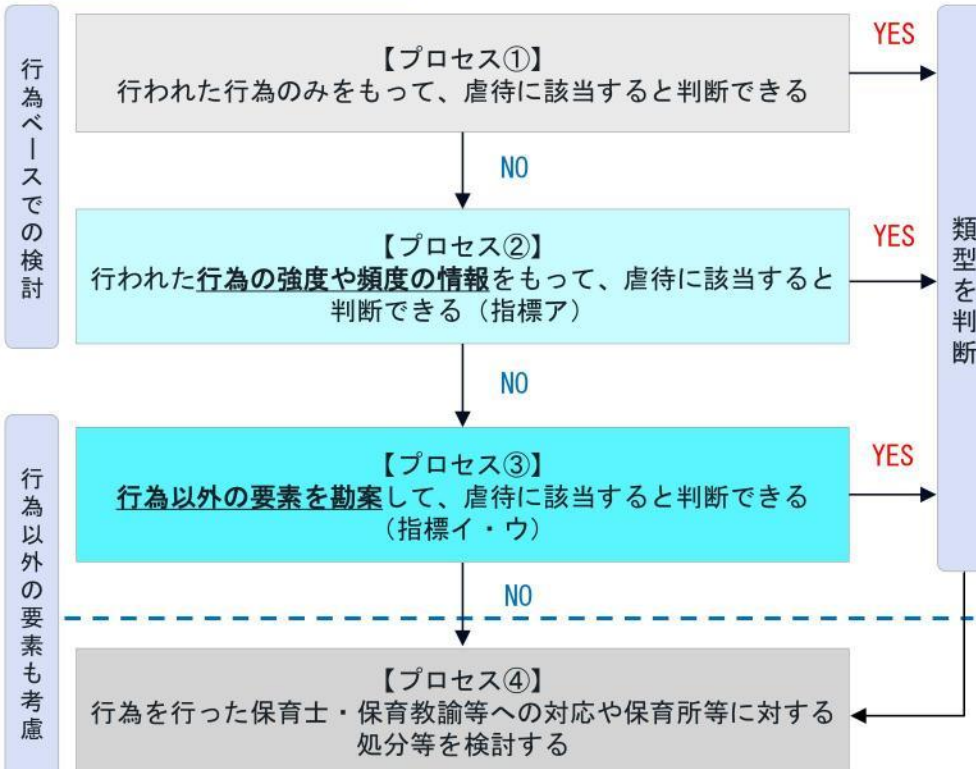 行為ベースでの検討
【プロセス①】
行われた行為のみをもって、虐待に該当すると判断できる
YES
NO
【プロセス②】
行われた行為の強度や頻度の情報をもって、虐待に該当すると
判断できる（指標ア）
YES
類型を判断
NO
行為以外の要素も考慮
【プロセス③】
行為以外の要素を勘案して、虐待に該当すると判断できる
（指標イ・ウ）
YES
NO
【プロセス④】
行為を行った保育士・保育教諭等への対応や保育所等に対する
処分等を検討する